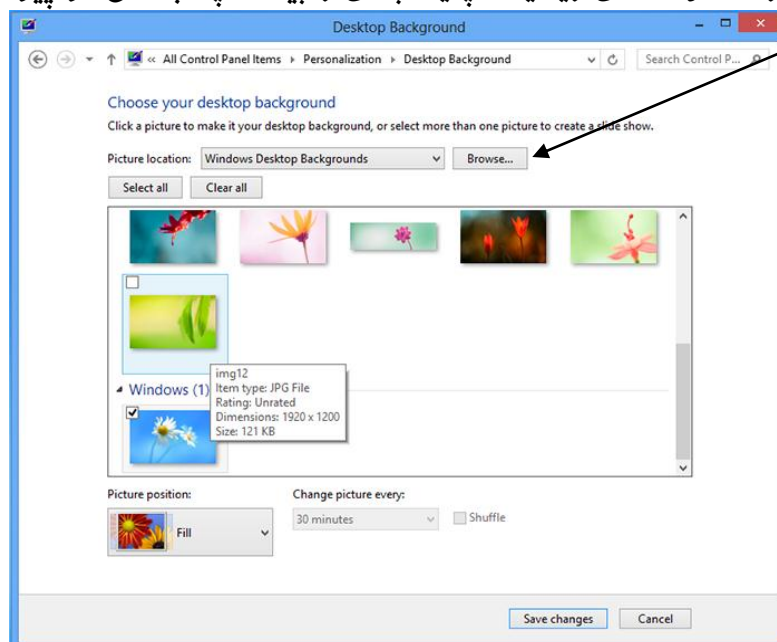 Desktop Background
« All Control Panel Items ▸ Personalization ▸ Desktop Background
Search Control P...
Choose your desktop background
Click a picture to make it your desktop background, or select more than one picture to create a slide show.
Picture location: Windows Desktop Backgrounds Browse...
Select all Clear all
img12
Item type: JPG File
Rating: Unrated
Dimensions: 1920 x 1200
Size: 121 KB
Windows (1)
Picture position: Change picture every:
Fill 30 minutes Shuffle
Save changes Cancel